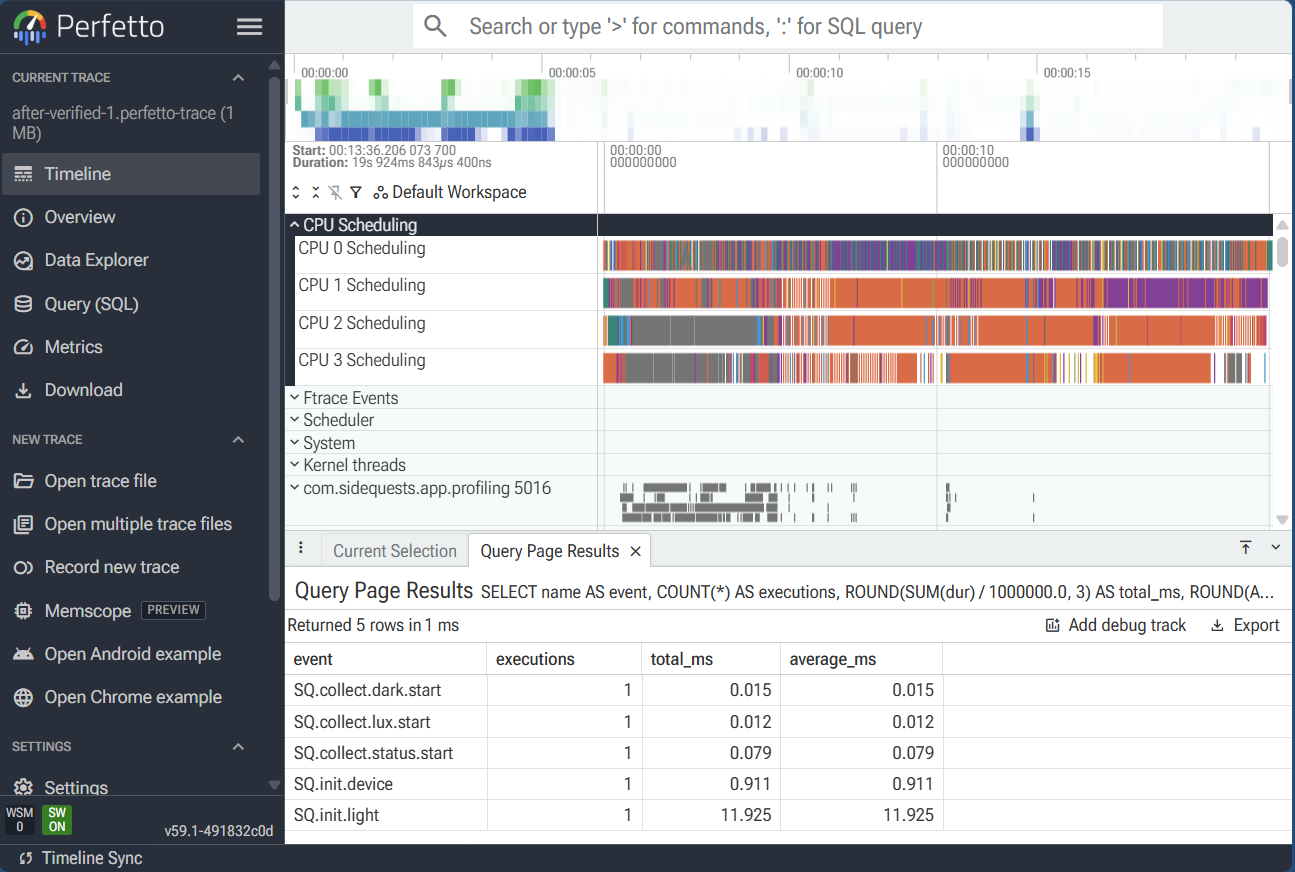 Perfetto
Search or type '>' for commands, ':' for SQL query
CURRENT TRACE
after-verified-1.perfetto-trace (1 MB)
Timeline
Overview
Data Explorer
Query (SQL)
Metrics
Download
NEW TRACE
Open trace file
Open multiple trace files
Record new trace
Memscope PREVIEW
Open Android example
Open Chrome example
SETTINGS
Settings
WSM 0
SW ON
v59.1-491832c0d
Timeline Sync
00:00:00 00:00:05 00:00:10 00:00:15
Start: 00:13:36.206 073 700
Duration: 19s 924ms 843µs 400ns
00:00:00 00:00:10
000000000 000000000
Default Workspace
CPU Scheduling
CPU 0 Scheduling
CPU 1 Scheduling
CPU 2 Scheduling
CPU 3 Scheduling
Ftrace Events
Scheduler
System
Kernel threads
com.sidequests.app.profiling 5016
Current Selection Query Page Results
Query Page Results SELECT name AS event, COUNT(*) AS executions, ROUND(SUM(dur) / 1000000.0, 3) AS total_ms, ROUND(A...
Returned 5 rows in 1 ms Add debug track Export
event executions total_ms average_ms
SQ.collect.dark.start 1 0.015 0.015
SQ.collect.lux.start 1 0.012 0.012
SQ.collect.status.start 1 0.079 0.079
SQ.init.device 1 0.911 0.911
SQ.init.light 1 11.925 11.925